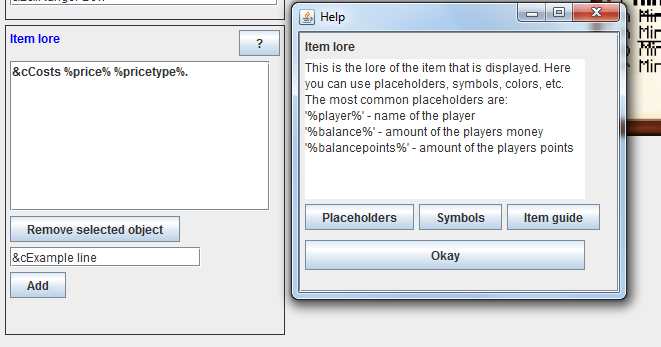 Item lore
?
&cCosts %price% %pricetype%.
Remove selected object
&cExample line
Add
Help
Item lore
This is the lore of the item that is displayed. Here
you can use placeholders, symbols, colors, etc.
The most common placeholders are:
'%player%' - name of the player
'%balance%' - amount of the players money
'%balancepoints%' - amount of the players points
Placeholders
Symbols
Item guide
Okay
Mir
Mir
Mir